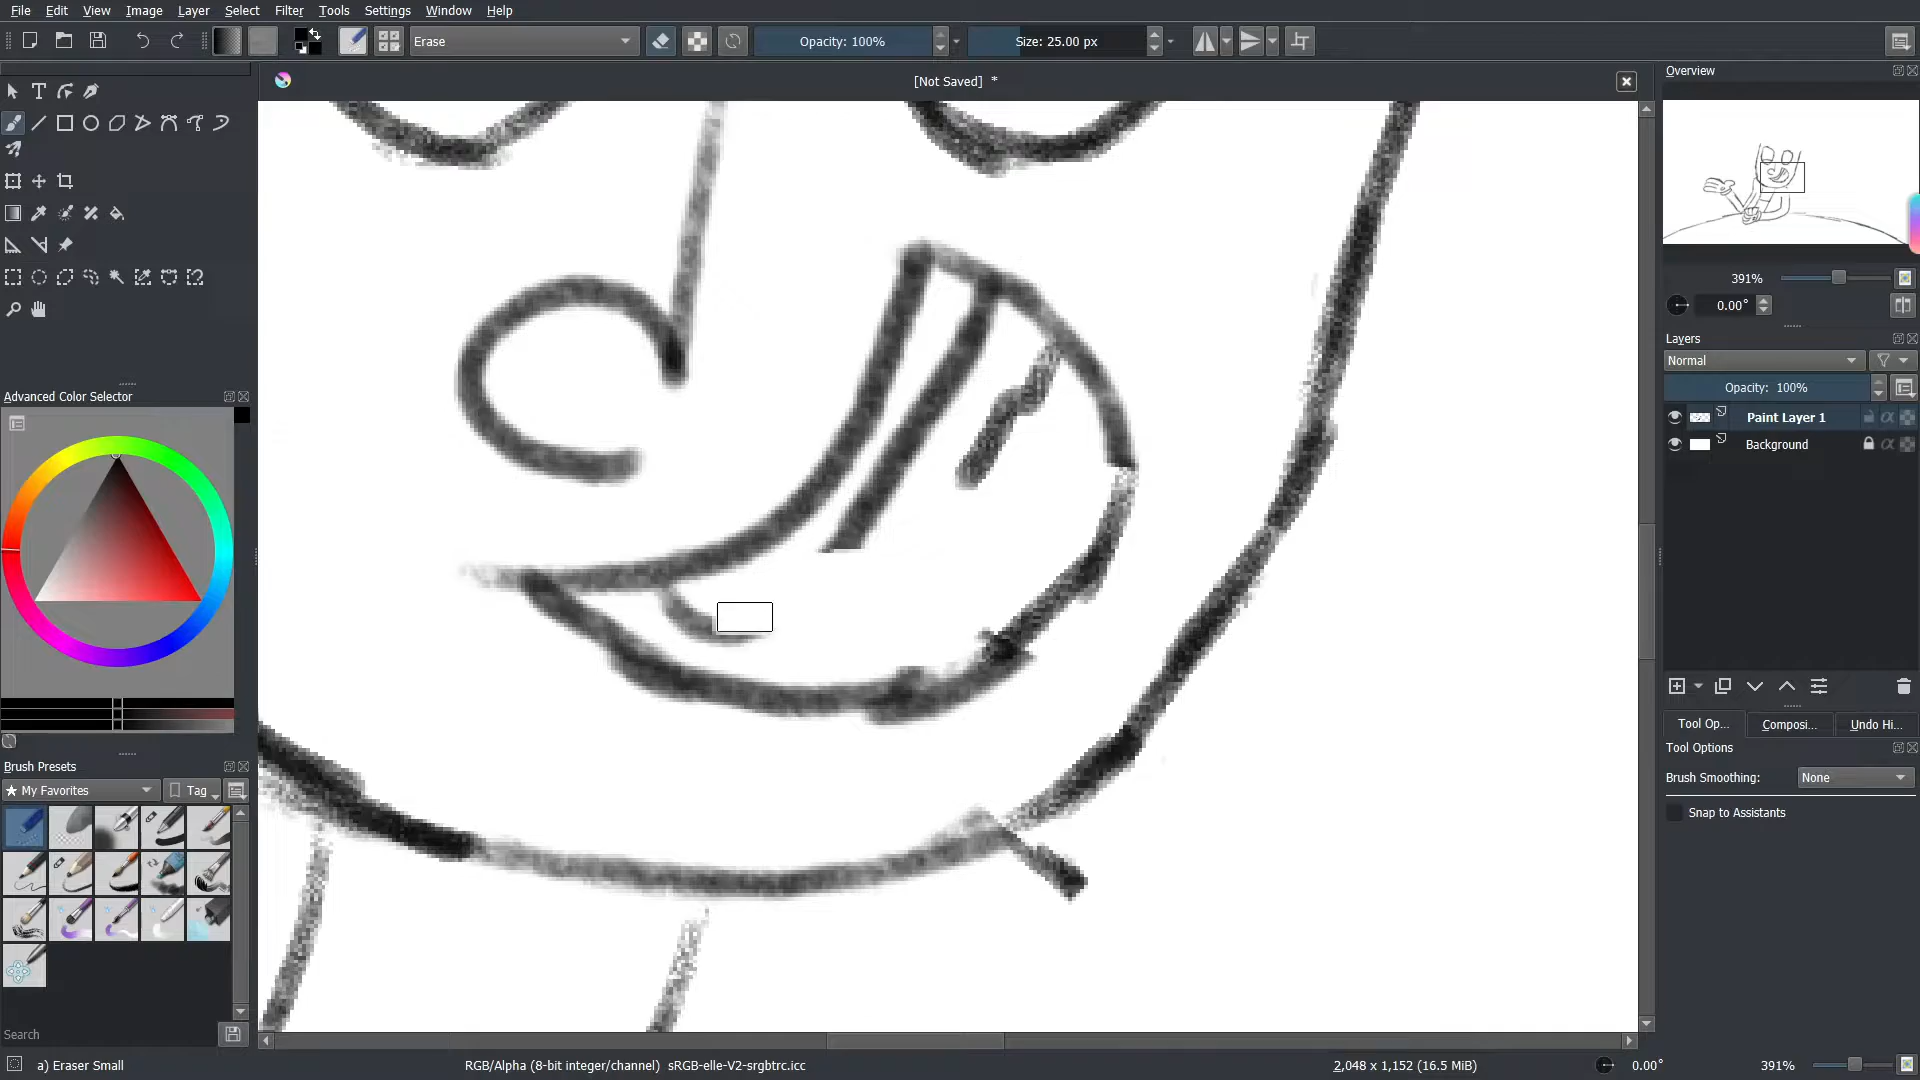 File Edit View Image Layer Select Filter Tools Settings Window Help
Erase Opacity: 100% Size: 25.00 px
[Not Saved] *
Overview
391%
0.00°
Layers
Normal
Opacity: 100%
Paint Layer 1
Background
Tool Op... Composi... Undo Hi...
Tool Options
Brush Smoothing: None
Snap to Assistants
Advanced Color Selector
Brush Presets
★ My Favorites Tag
Search
a) Eraser Small RGB/Alpha (8-bit integer/channel) sRGB-elle-V2-srgbtrc.icc 2,048 x 1,152 (16.5 MiB) 0.00° 391%